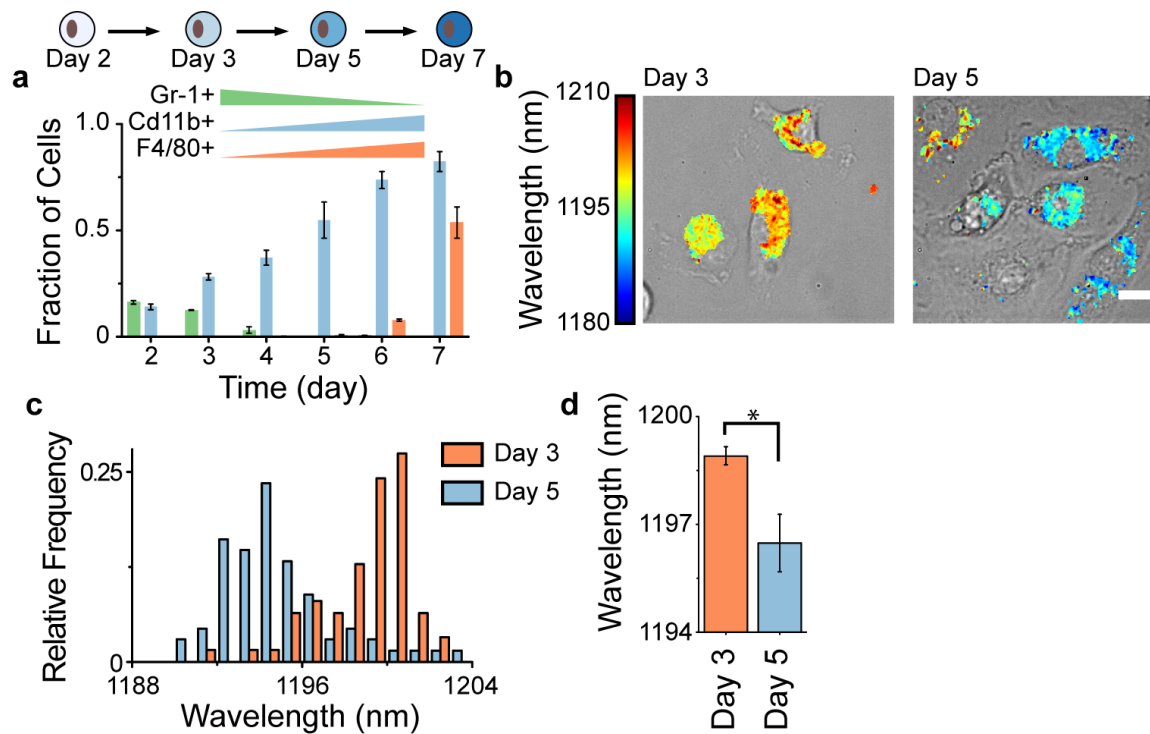 Day 2 Day 3 Day 5 Day 7
a
Gr-1+
Cd11b+
F4/80+
1.0
0.5
0
Fraction of Cells
2 3 4 5 6 7
Time (day)
b
Day 3 Day 5
1210
1195
1180
Wavelength (nm)
c
0.25
0
Relative Frequency
Day 3
Day 5
1188 1196 1204
Wavelength (nm)
d
1200
1197
1194
Wavelength (nm)
*
Day 3
Day 5